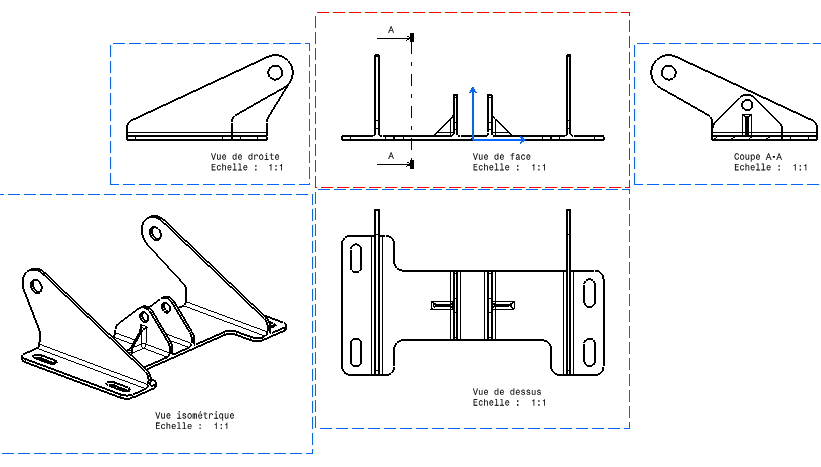 A
A
Vue de droite
Echelle :  1:1
Vue de face
Echelle :  1:1
Coupe A-A
Echelle :  1:1
Vue de dessus
Echelle :  1:1
Vue isométrique
Echelle :  1:1